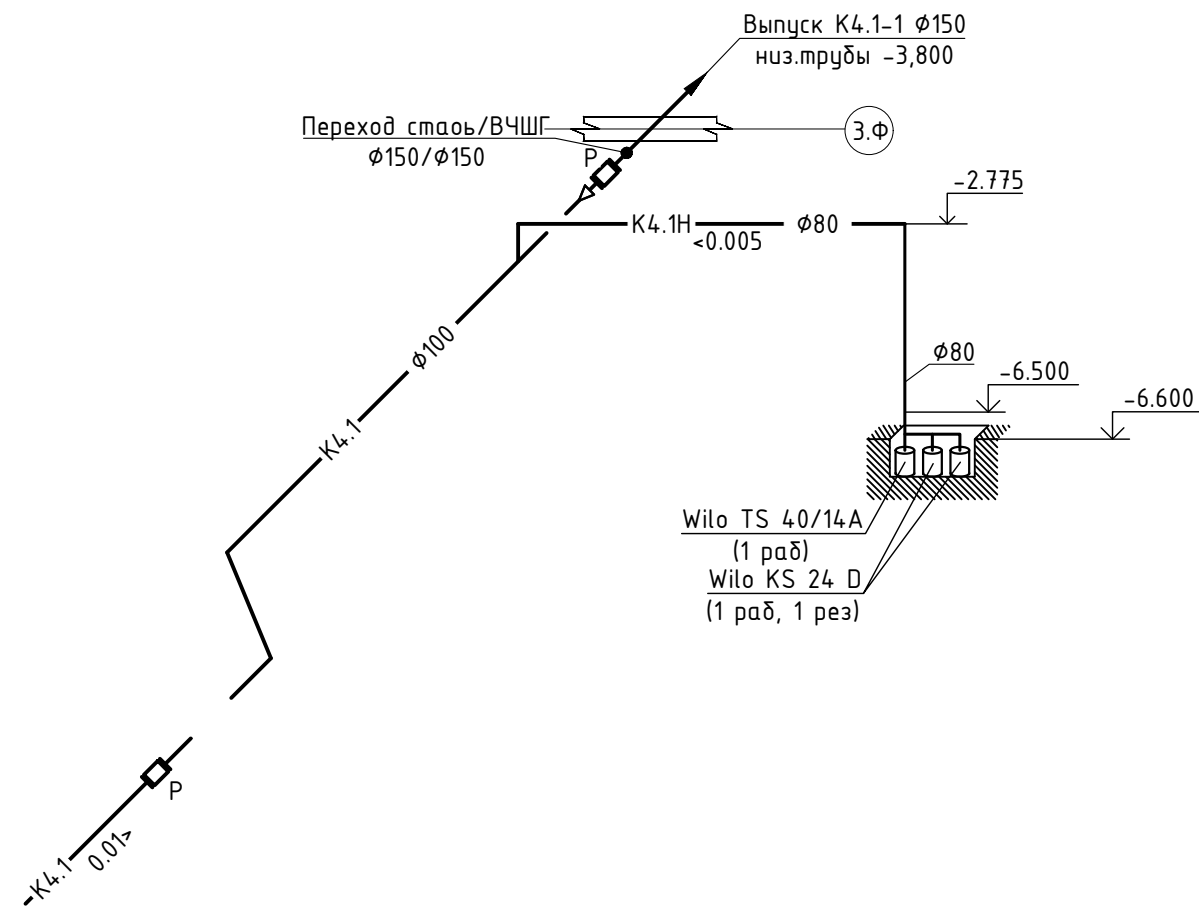 Выпуск К4.1-1 Ф150
низ.трубы -3,800
Переход стаоь/ВЧШГ
Ф150/Ф150
3.Ф
Р
-2.775
К4.1Н
Ф80
<0.005
Ф100
Ф80
-6.500
-6.600
К4.1
Wilo TS 40/14A
(1 раб)
Wilo KS 24 D
(1 раб, 1 рез)
Р
0.01>
К4.1